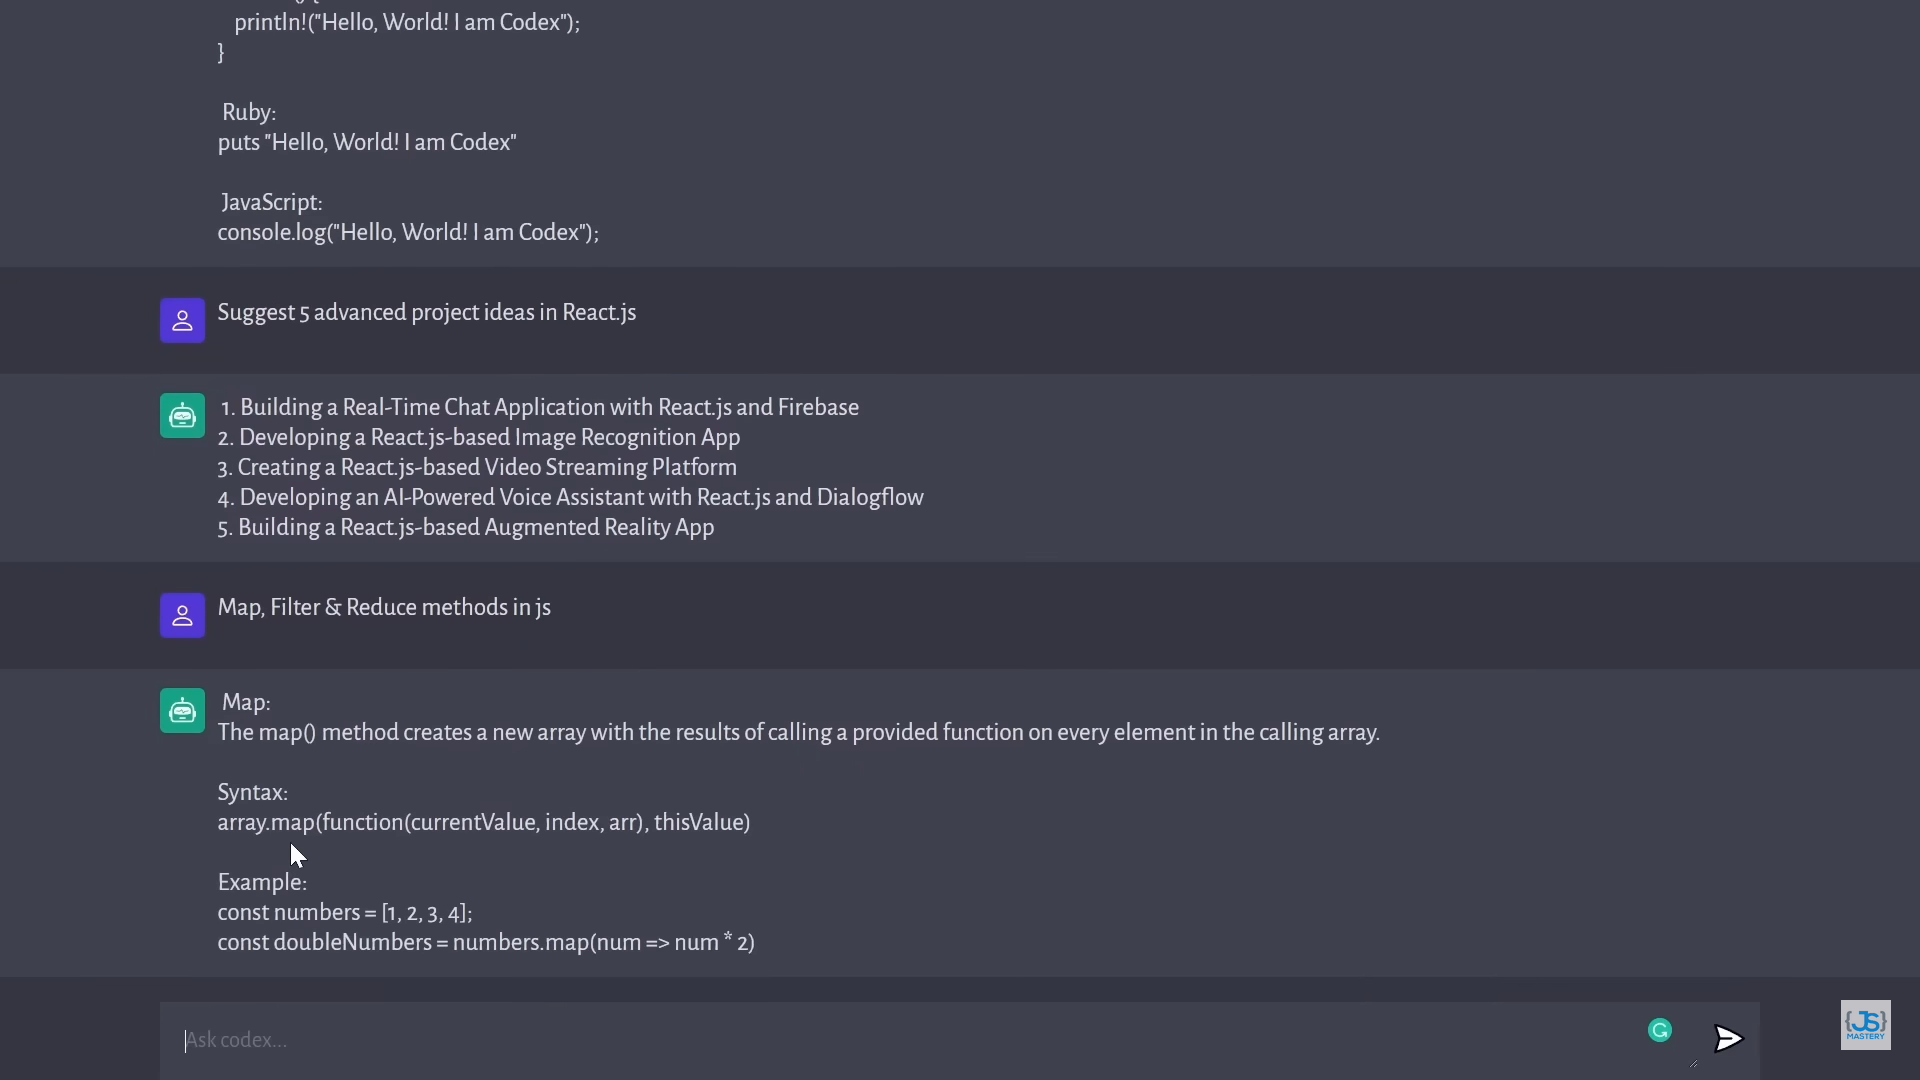 println!("Hello, World! I am Codex");
}
Ruby:
puts "Hello, World! I am Codex"
JavaScript:
console.log("Hello, World! I am Codex");
Suggest 5 advanced project ideas in React.js
1. Building a Real-Time Chat Application with React.js and Firebase
2. Developing a React.js-based Image Recognition App
3. Creating a React.js-based Video Streaming Platform
4. Developing an AI-Powered Voice Assistant with React.js and Dialogflow
5. Building a React.js-based Augmented Reality App
Map, Filter & Reduce methods in js
Map:
The map() method creates a new array with the results of calling a provided function on every element in the calling array.
Syntax:
array.map(function(currentValue, index, arr), thisValue)
Example:
const numbers = [1, 2, 3, 4];
const doubleNumbers = numbers.map(num => num * 2)
Ask codex...
{JS}
MASTERY